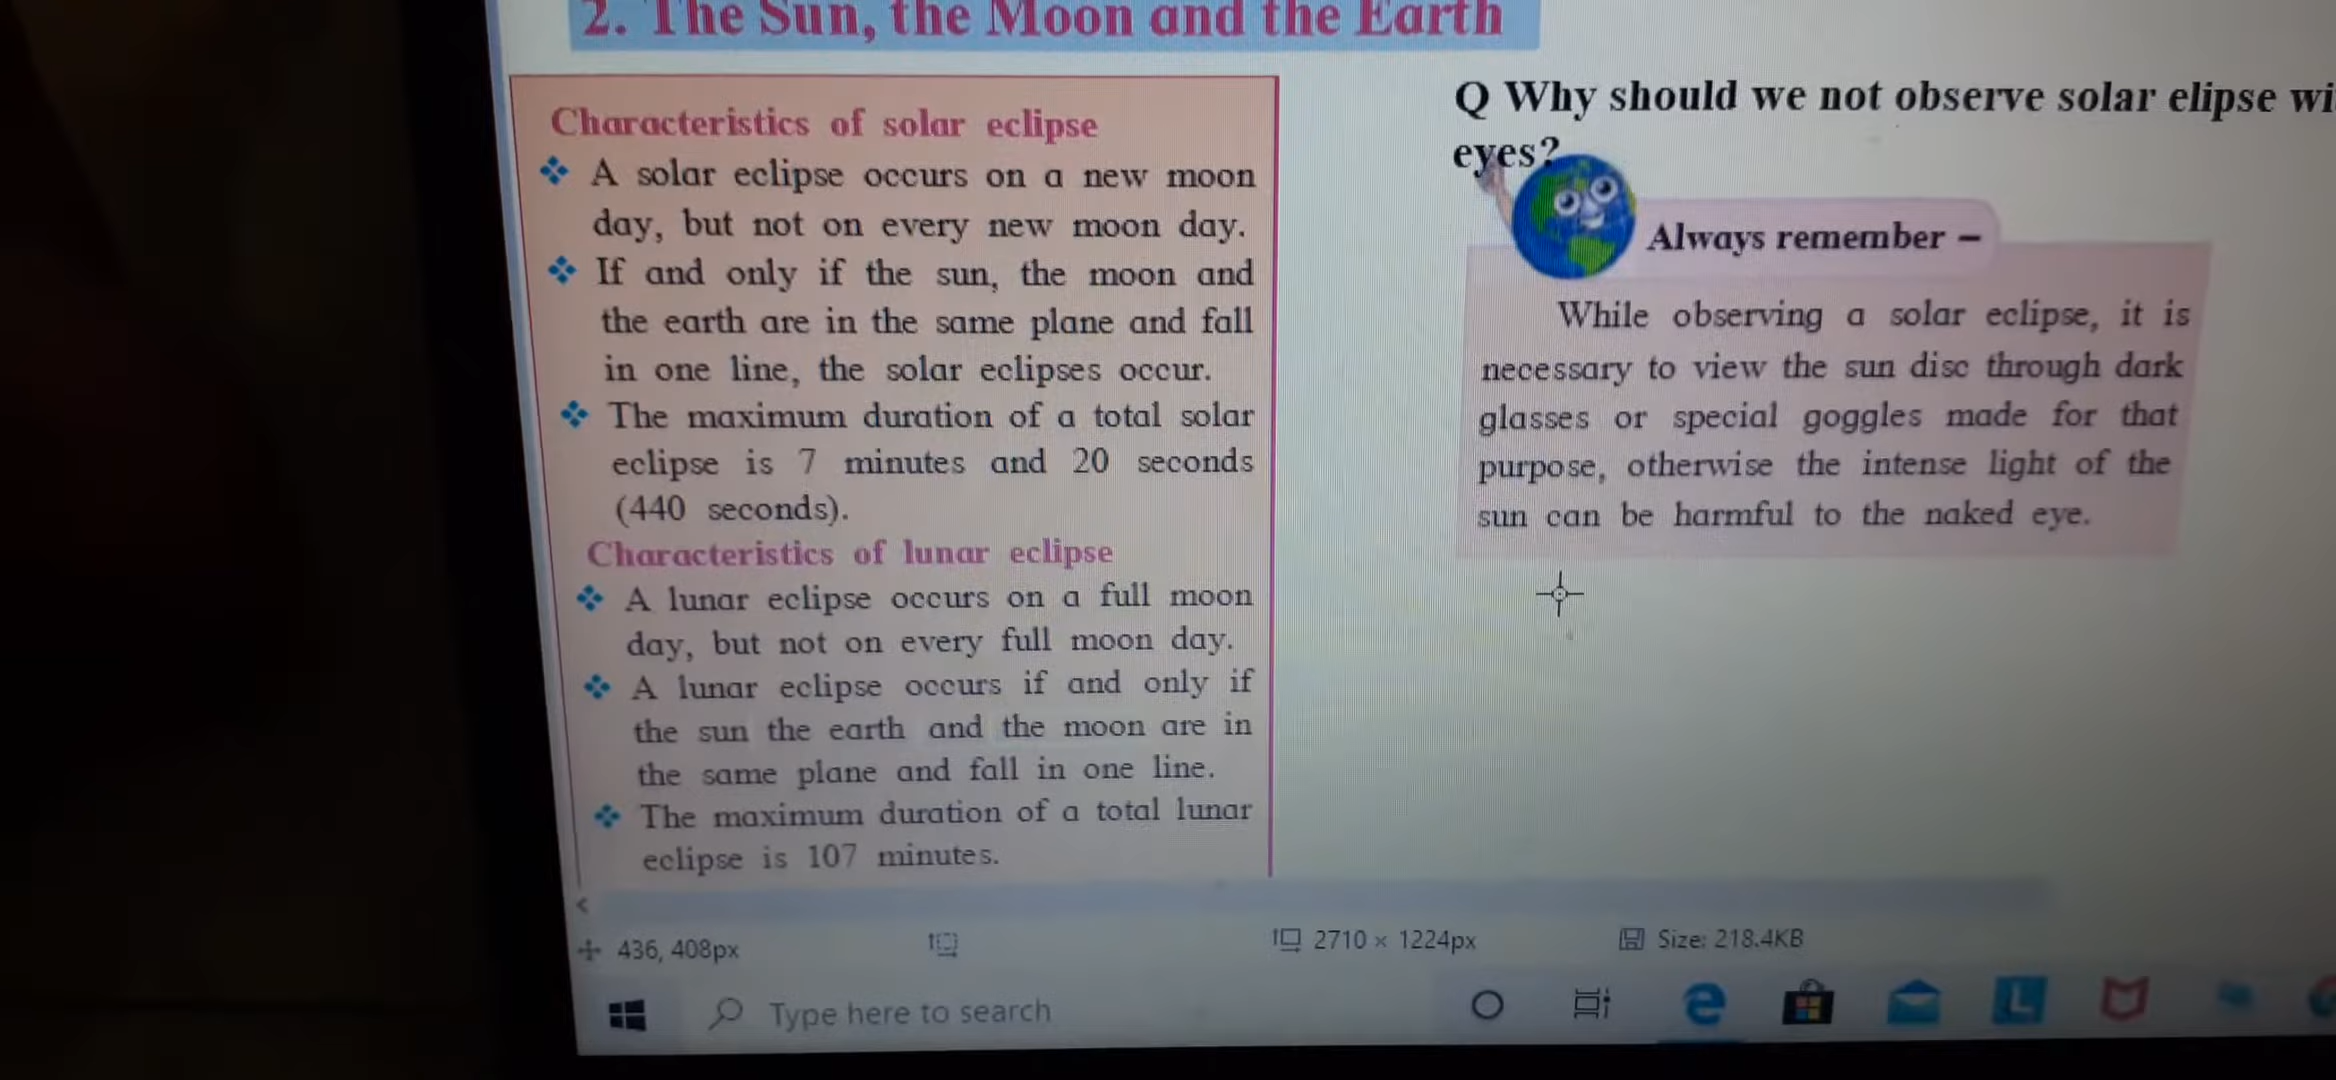 2. The Sun, the Moon and the Earth
Characteristics of solar eclipse
❖ A solar eclipse occurs on a new moon
day, but not on every new moon day.
❖ If and only if the sun, the moon and
the earth are in the same plane and fall
in one line, the solar eclipses occur.
❖ The maximum duration of a total solar
eclipse is 7 minutes and 20 seconds
(440 seconds).
Characteristics of lunar eclipse
❖ A lunar eclipse occurs on a full moon
day, but not on every full moon day.
❖ A lunar eclipse occurs if and only if
the sun the earth and the moon are in
the same plane and fall in one line.
❖ The maximum duration of a total lunar
eclipse is 107 minutes.
Q Why should we not observe solar elipse
eyes?
Always remember –
While observing a solar eclipse, it is
necessary to view the sun disc through dark
glasses or special goggles made for that
purpose, otherwise the intense light of the
sun can be harmful to the naked eye.
436, 408px
2710 × 1224px
Size: 218.4KB
Type here to search
L